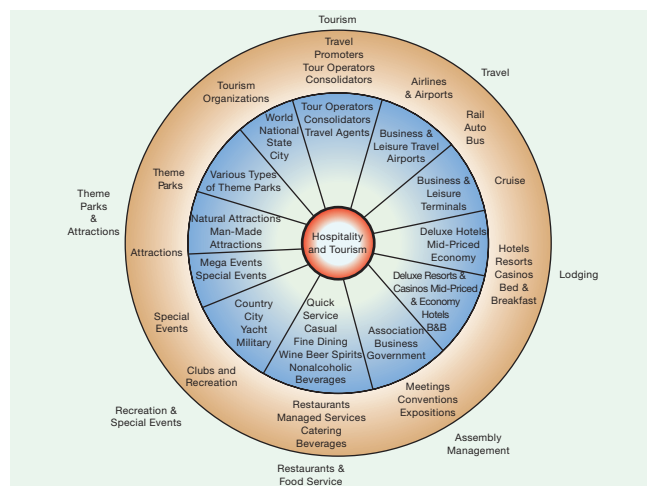 Tourism
Travel
Promoters
Tour Operators
Consolidators
Travel
Airlines
& Airports
Tourism
Organizations
Rail
Auto
Bus
Tour Operators
Consolidators
Travel Agents
World
National
State
City
Business &
Leisure Travel
Airports
Theme
Parks
Various Types
of Theme Parks
Business &
Leisure
Terminals
Cruise
Theme
Parks
&
Attractions
Natural Attractions
Man-Made
Attractions
Hospitality
and Tourism
Deluxe Hotels
Mid-Priced
Economy
Hotels
Resorts
Casinos
Bed &
Breakfast
Lodging
Attractions
Mega Events
Special Events
Deluxe Resorts &
Casinos Mid-Priced
& Economy
Hotels
B&B
Special
Events
Country
City
Yacht
Military
Quick
Service
Casual
Fine Dining
Wine Beer Spirits
Nonalcoholic
Beverages
Association
Business
Government
Clubs and
Recreation
Meetings
Conventions
Expositions
Restaurants
Managed Services
Catering
Beverages
Recreation &
Special Events
Assembly
Management
Restaurants &
Food Service